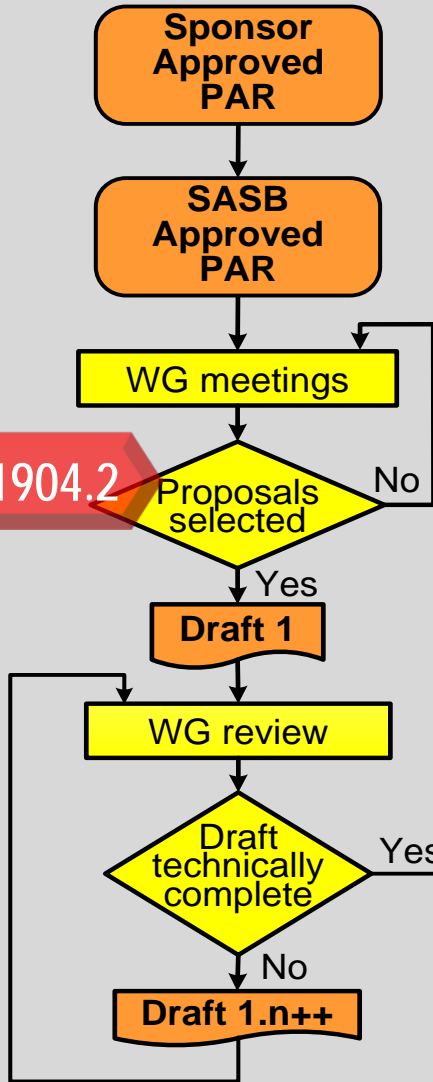 Sponsor
Approved
PAR
SASB
Approved
PAR
WG meetings
1904.2
Proposals
selected
No
Yes
Draft 1
WG review
Draft
technically
complete
Yes
No
Draft 1.n++